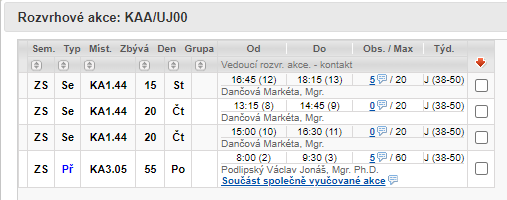 Rozvrhové akce: KAA/UJ00
Sem. Typ Míst. Zbývá Den Grupa Od Do Obs. / Max Týd.
Vedoucí rozvr. akce. - kontakt
ZS Se KA1.44 15 St 16:45 (12) 18:15 (13) 5 / 20 J (38-50)
Dančová Markéta, Mgr.
ZS Se KA1.44 20 Čt 13:15 (8) 14:45 (9) 0 / 20 J (38-50)
Dančová Markéta, Mgr.
ZS Se KA1.44 20 Čt 15:00 (10) 16:30 (11) 0 / 20 J (38-50)
Dančová Markéta, Mgr.
ZS Př KA3.05 55 Po 8:00 (2) 9:30 (3) 5 / 60 J (38-50)
Podlipský Václav Jonáš, Mgr. Ph.D.
Součást společně vyučované akce